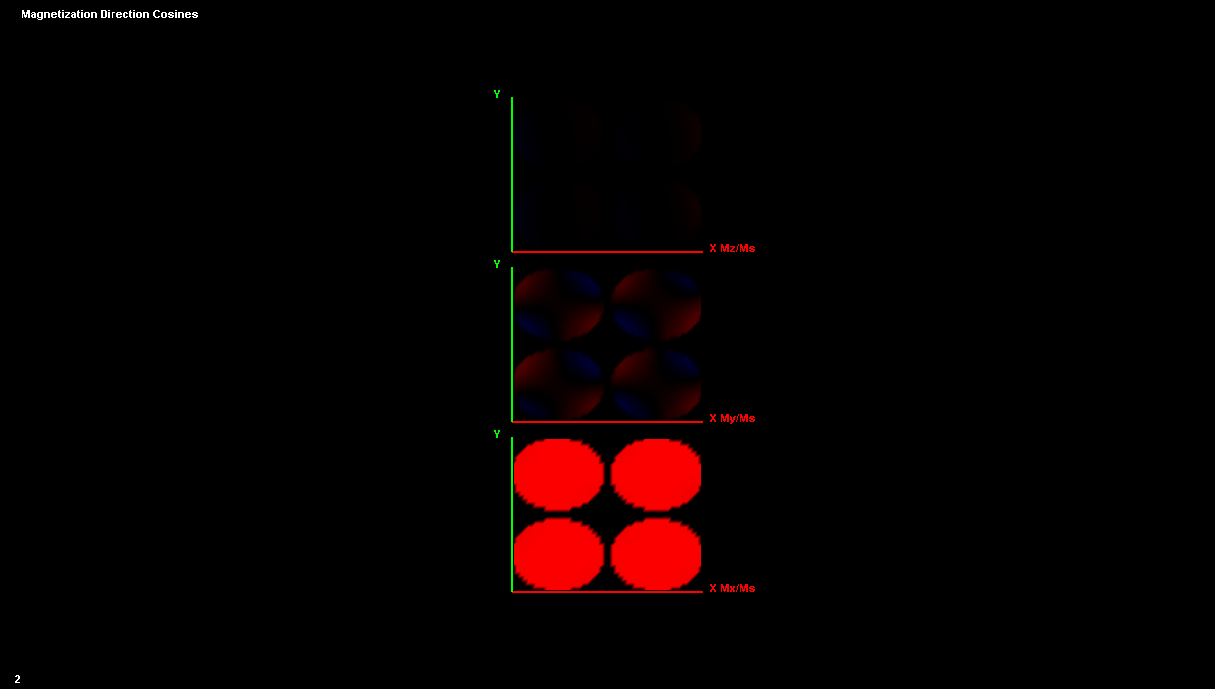 Magnetization Direction Cosines
Y
X Mz/Ms
Y
X My/Ms
Y
X Mx/Ms
2